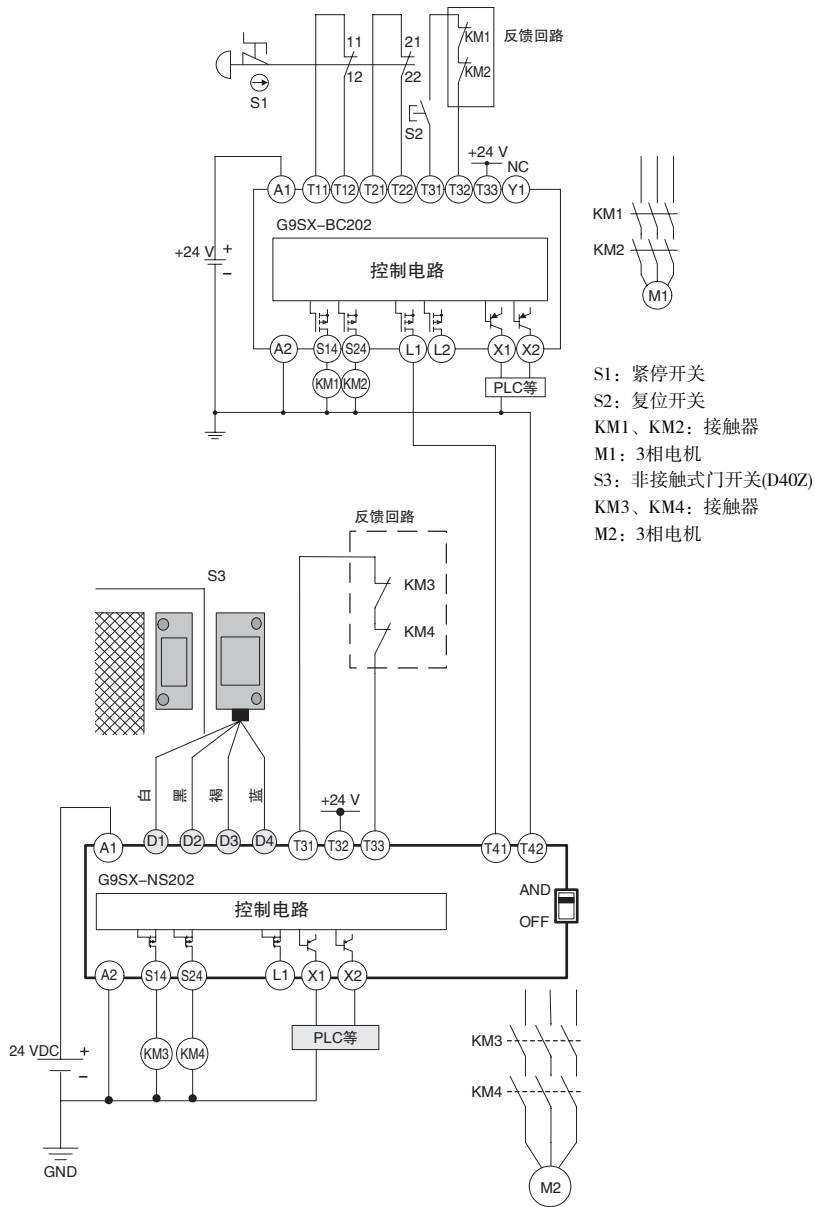 11
21
KM1
反馈回路
12
22
KM2
S1
S2
+24 V
NC
A1
T11
T12
T21
T22
T31
T32
T33
Y1
G9SX–BC202
KM1
+24 V
+
–
控制电路
KM2
M1
A2
S14
S24
L1
L2
X1
X2
KM1
KM2
PLC等
S1：紧停开关
S2：复位开关
KM1、KM2：接触器
M1：3相电机
S3：非接触式门开关(D40Z)
KM3、KM4：接触器
M2：3相电机
反馈回路
S3
KM3
KM4
白
黑
褐
蓝
+24 V
A1
D1
D2
D3
D4
T31
T32
T33
T41
T42
G9SX–NS202
AND
控制电路
OFF
A2
S14
S24
L1
X1
X2
PLC等
KM3
24 VDC
+
–
KM3
KM4
KM4
GND
M2